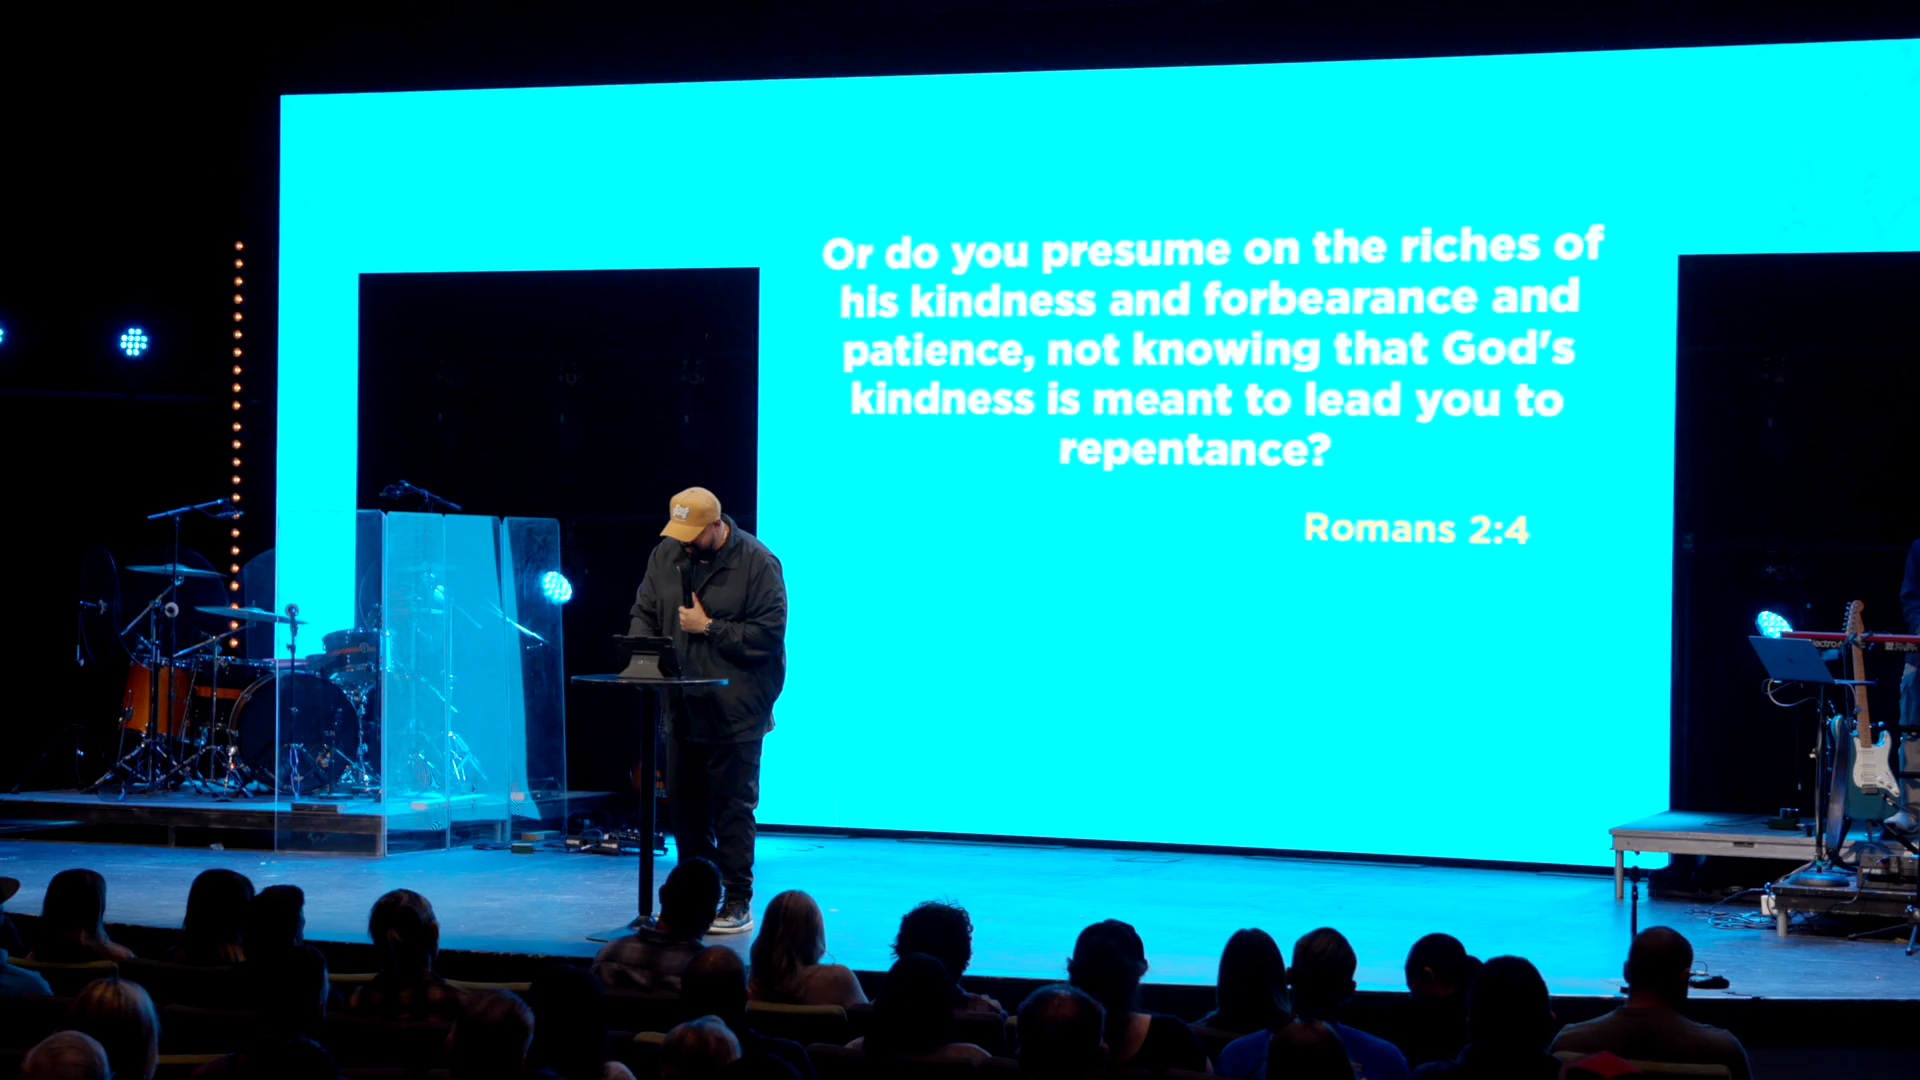 Or do you presume on the riches of
his kindness and forbearance and
patience, not knowing that God's
kindness is meant to lead you to
repentance?
Romans 2:4